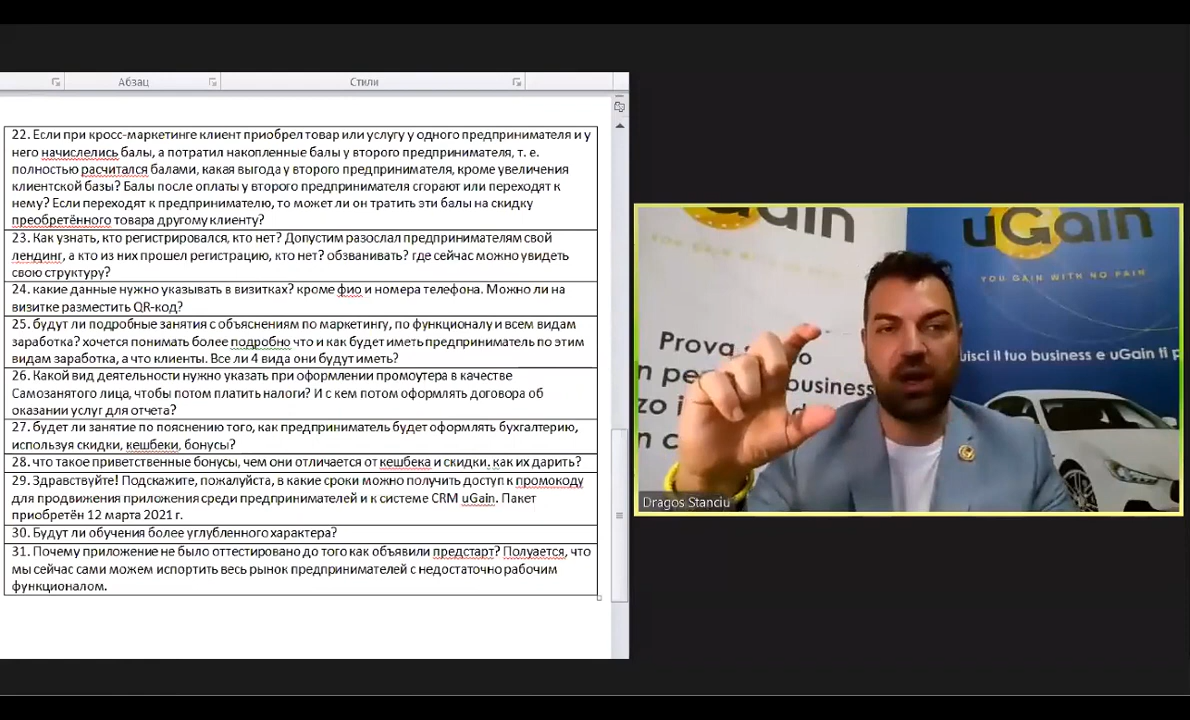 Абзац
Стили
22. Если при кросс-маркетинге клиент приобрел товар или услугу у одного предпринимателя и у
него начислелись балы, а потратил накопленные балы у второго предпринимателя, т. е.
полностью расчитался балами, какая выгода у второго предпринимателя, кроме увеличения
клиентской базы? Балы после оплаты у второго предпринимателя сгорают или переходят к
нему? Если переходят к предпринимателю, то может ли он тратить эти балы на скидку
преобретённого товара другому клиенту?
23. Как узнать, кто регистрировался, кто нет? Допустим разослал предпринимателям свой
лендинг, а кто из них прошел регистрацию, кто нет? обзванивать? где сейчас можно увидеть
свою структуру?
24. какие данные нужно указывать в визитках? кроме фио и номера телефона. Можно ли на
визитке разместить QR-код?
25. будут ли подробные занятия с объяснениям по маркетингу, по функционалу и всем видам
заработка? хочется понимать более подробно что и как будет иметь предприниматель по этим
видам заработка, а что клиенты. Все ли 4 вида они будут иметь?
26. Какой вид деятельности нужно указать при оформлении промоутера в качестве
Самозанятого лица, чтобы потом платить налоги? И с кем потом оформлять договора об
оказании услуг для отчета?
27. будет ли занятие по пояснению того, как предприниматель будет оформлять бухгалтерию,
используя скидки, кешбеки, бонусы?
28. что такое приветственные бонусы, чем они отличается от кешбека и скидки. как их дарить?
29. Здравствуйте! Подскажите, пожалуйста, в какие сроки можно получить доступ к промокоду
для продвижения приложения среди предпринимателей и к системе CRM uGain. Пакет
приобретён 12 марта 2021 г.
30. Будут ли обучения более углубленного характера?
31. Почему приложение не было оттестировано до того как объявили предстарт? Полуается, что
мы сейчас сами можем испортить весь рынок предпринимателей с недостаточно рабочим
функционалом.
uGain
YOU GAIN WITH NO PAIN
Prova
business
uisci il tuo business e uGain ti p
Dragos Stanciu